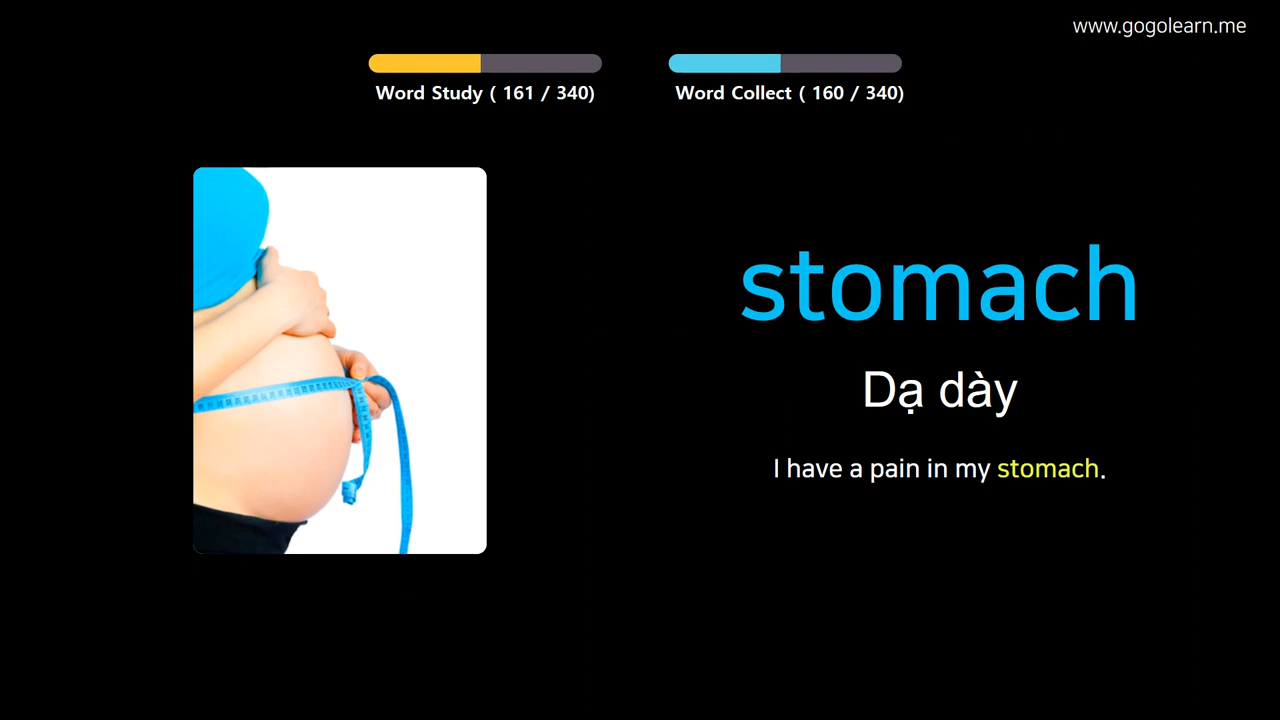 www.gogolearn.me
Word Study ( 161 / 340)
Word Collect ( 160 / 340)
stomach
Dạ dày
I have a pain in my stomach.